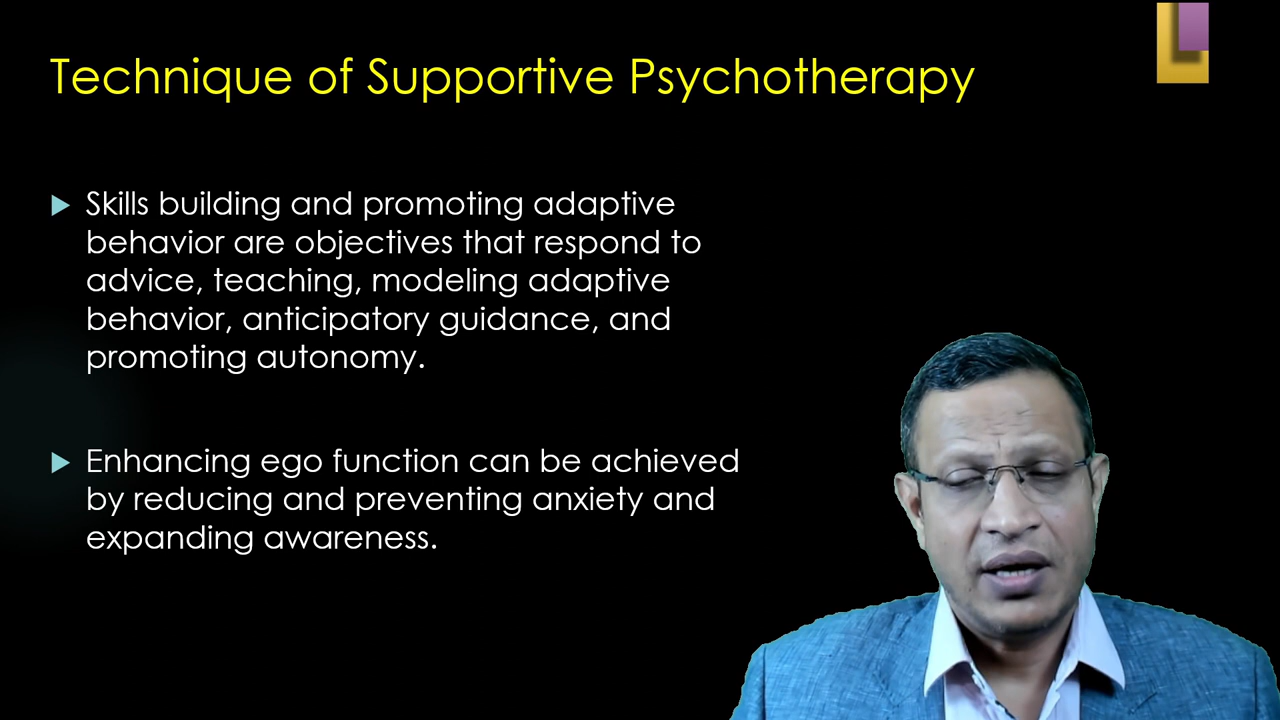 Technique of Supportive Psychotherapy
Skills building and promoting adaptive
behavior are objectives that respond to
advice, teaching, modeling adaptive
behavior, anticipatory guidance, and
promoting autonomy.
Enhancing ego function can be achieved
by reducing and preventing anxiety and
expanding awareness.